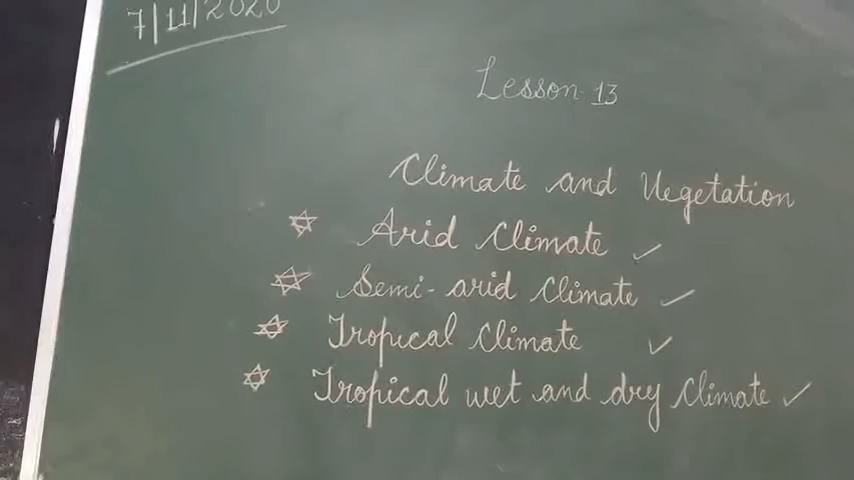 7/11/2020
Lesson-13
Climate and Vegetation
Arid Climate ✓
Semi-arid Climate ✓
Tropical Climate ✓
Tropical wet and dry Climate ✓